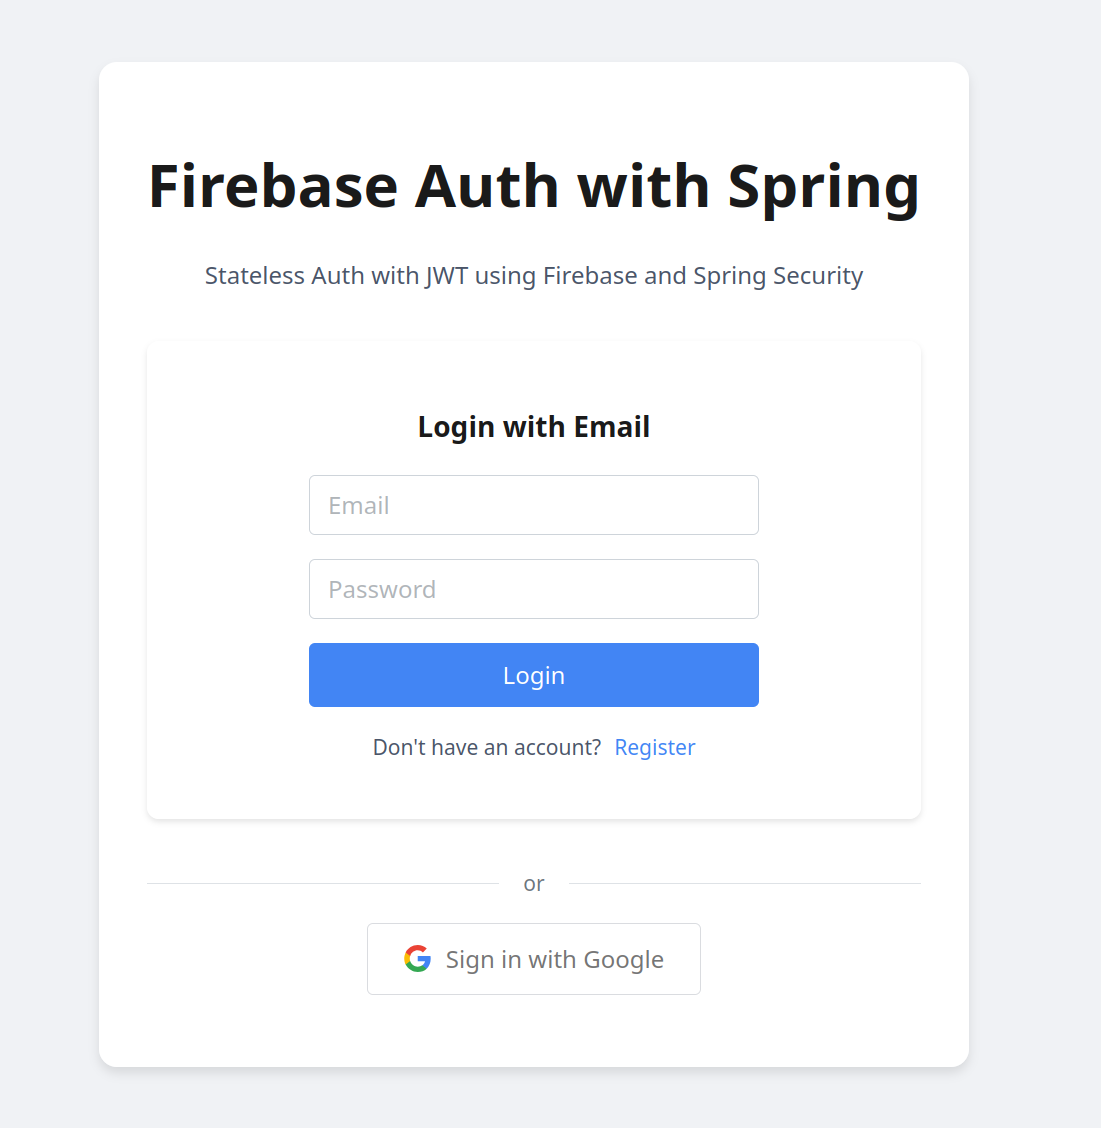 Firebase Auth with Spring
Stateless Auth with JWT using Firebase and Spring Security
Login with Email
Email
Password
Login
Don't have an account? Register
or
Sign in with Google